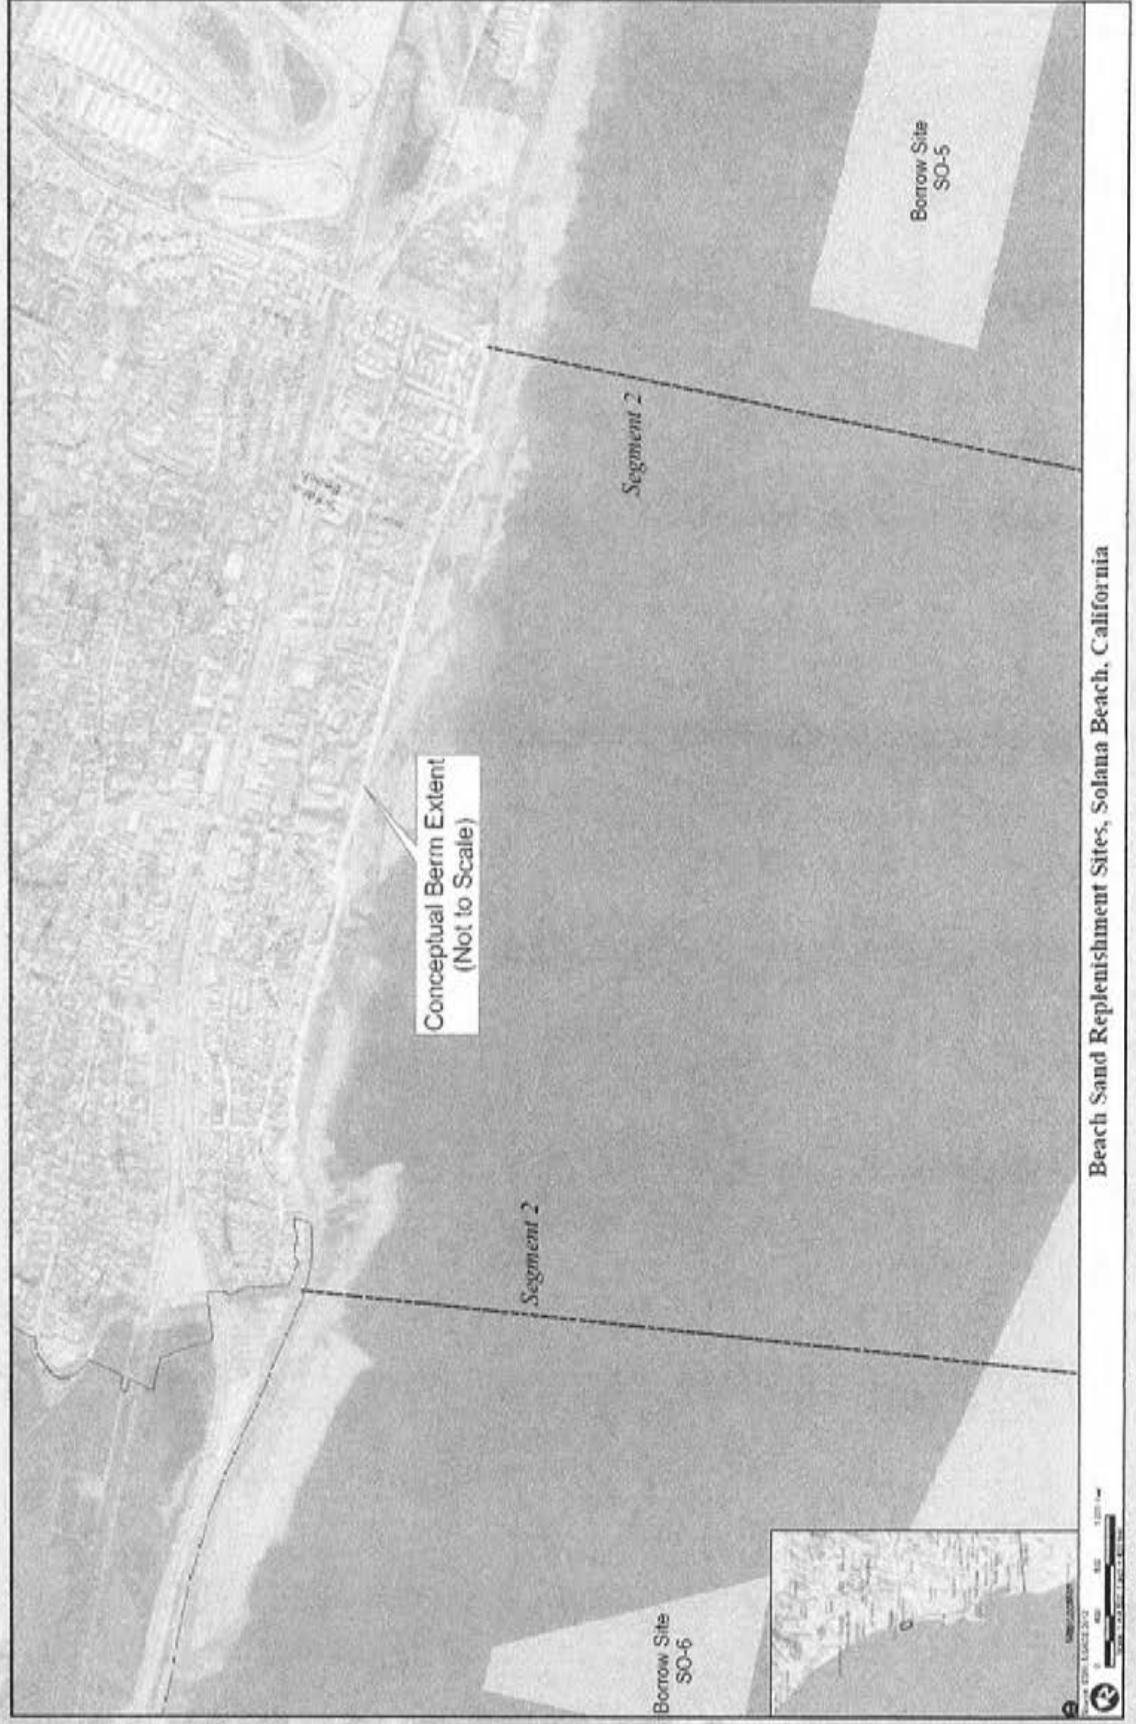 Borrow Site
SO-5
Segment 2
Conceptual Berm Extent
(Not to Scale)
Segment 2
Borrow Site
SO-6
Beach Sand Replenishment Sites, Solana Beach, California